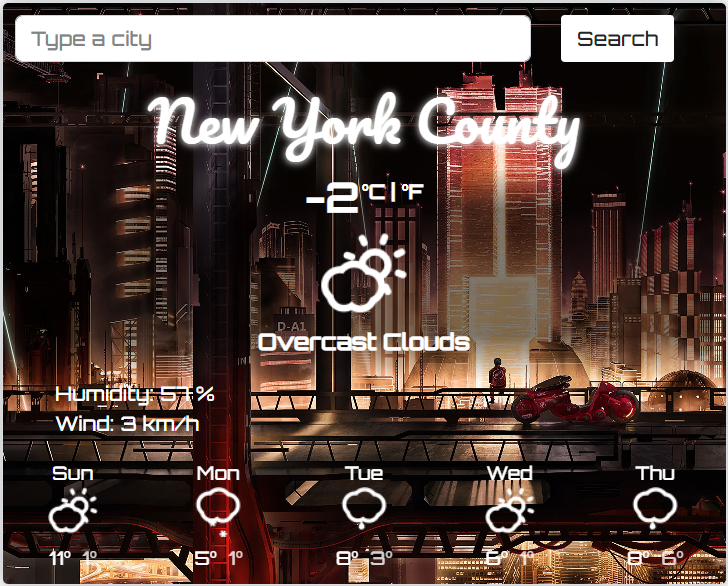 Type a city
Search
New York County
-2 °C | °F
D-A1
Overcast Clouds
Humidity: 57 %
Wind: 3 km/h
Sun Mon Tue Wed Thu
11° 1° 5° 1° 8° 3° 6° 1° 8° 6°